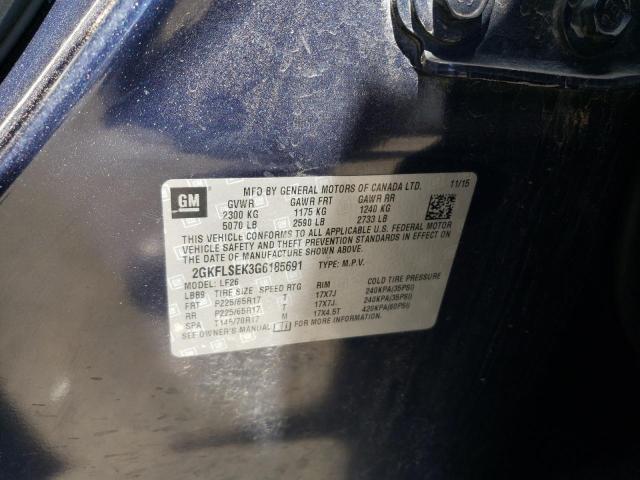 GM
MFD BY GENERAL MOTORS OF CANADA LTD. 11/15
GVWR GAWR FRT GAWR RR
2300 KG 1175 KG 1240 KG
5070 LB 2590 LB 2733 LB
THIS VEHICLE CONFORMS TO ALL APPLICABLE U.S. FEDERAL MOTOR
VEHICLE SAFETY AND THEFT PREVENTION STANDARDS IN EFFECT
ON THE DATE OF MANUFACTURE SHOWN ABOVE.
2GKFLSEK3G6185691 TYPE: M.P.V.
MODEL: LF26
LBB9 TIRE SIZE SPEED RTG RIM COLD TIRE PRESSURE
FRT P225/65R17 T 17X7J 240KPA(35PSI)
RR P225/65R17 T 17X7J 240KPA(35PSI)
SPA T145/70R17 M 17X4.5T 420KPA(60PSI)
SEE OWNER'S MANUAL FOR MORE INFORMATION.